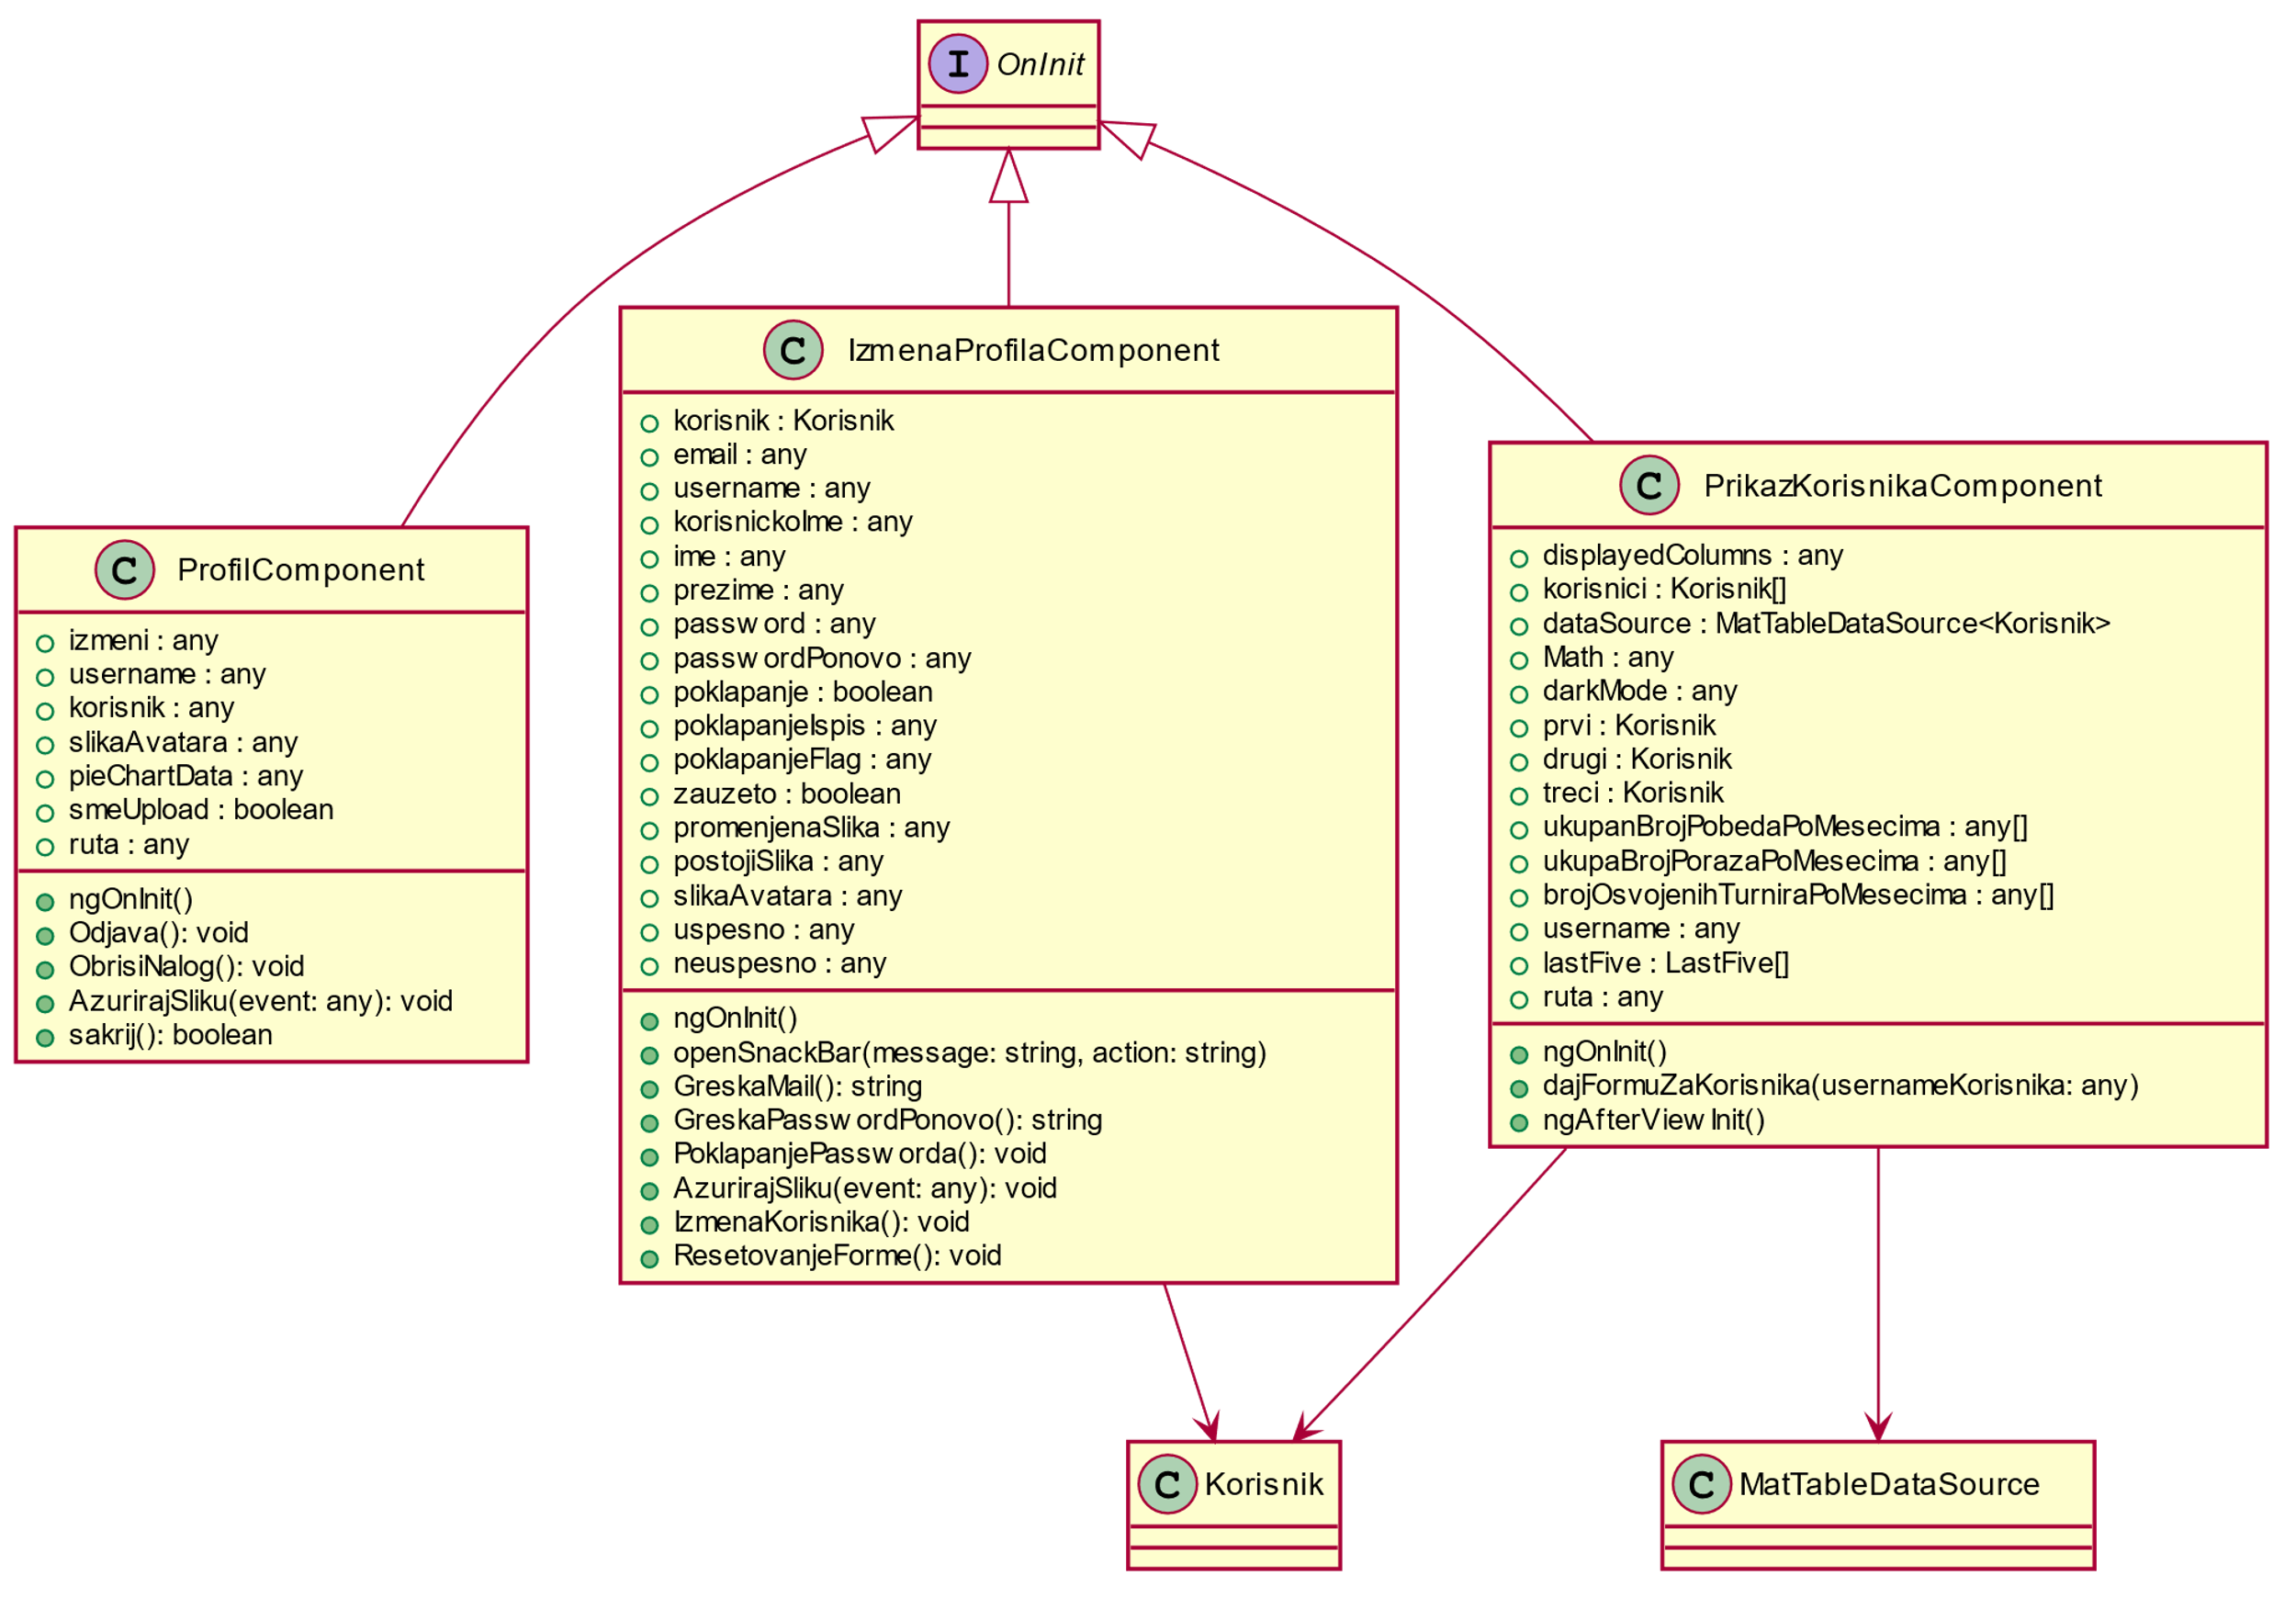 I OnInit
C IzmenaProfilaComponent
korisnik : Korisnik
email : any
username : any
korisnickoIme : any
ime : any
prezime : any
password : any
passwordPonovo : any
poklapanje : boolean
poklapanjeIspis : any
poklapanjeFlag : any
zauzeto : boolean
promenjenaSlika : any
postojiSlika : any
slikaAvatara : any
uspesno : any
neuspesno : any
ngOnInit()
openSnackBar(message: string, action: string)
GreskaMail(): string
GreskaPasswordPonovo(): string
PoklapanjePassworda(): void
AzurirajSliku(event: any): void
IzmenaKorisnika(): void
ResetovanjeForme(): void
C PrikazKorisnikaComponent
displayedColumns : any
korisnici : Korisnik[]
dataSource : MatTableDataSource<Korisnik>
Math : any
darkMode : any
prvi : Korisnik
drugi : Korisnik
treci : Korisnik
ukupanBrojPobedaPoMesecima : any[]
ukupaBrojPorazaPoMesecima : any[]
brojOsvojenihTurniraPoMesecima : any[]
username : any
lastFive : LastFive[]
ruta : any
ngOnInit()
dajFormuZaKorisnika(usernameKorisnika: any)
ngAfterViewInit()
C ProfilComponent
izmeni : any
username : any
korisnik : any
slikaAvatara : any
pieChartData : any
smeUpload : boolean
ruta : any
ngOnInit()
Odjava(): void
ObrisiNalog(): void
AzurirajSliku(event: any): void
sakrij(): boolean
C Korisnik
C MatTableDataSource